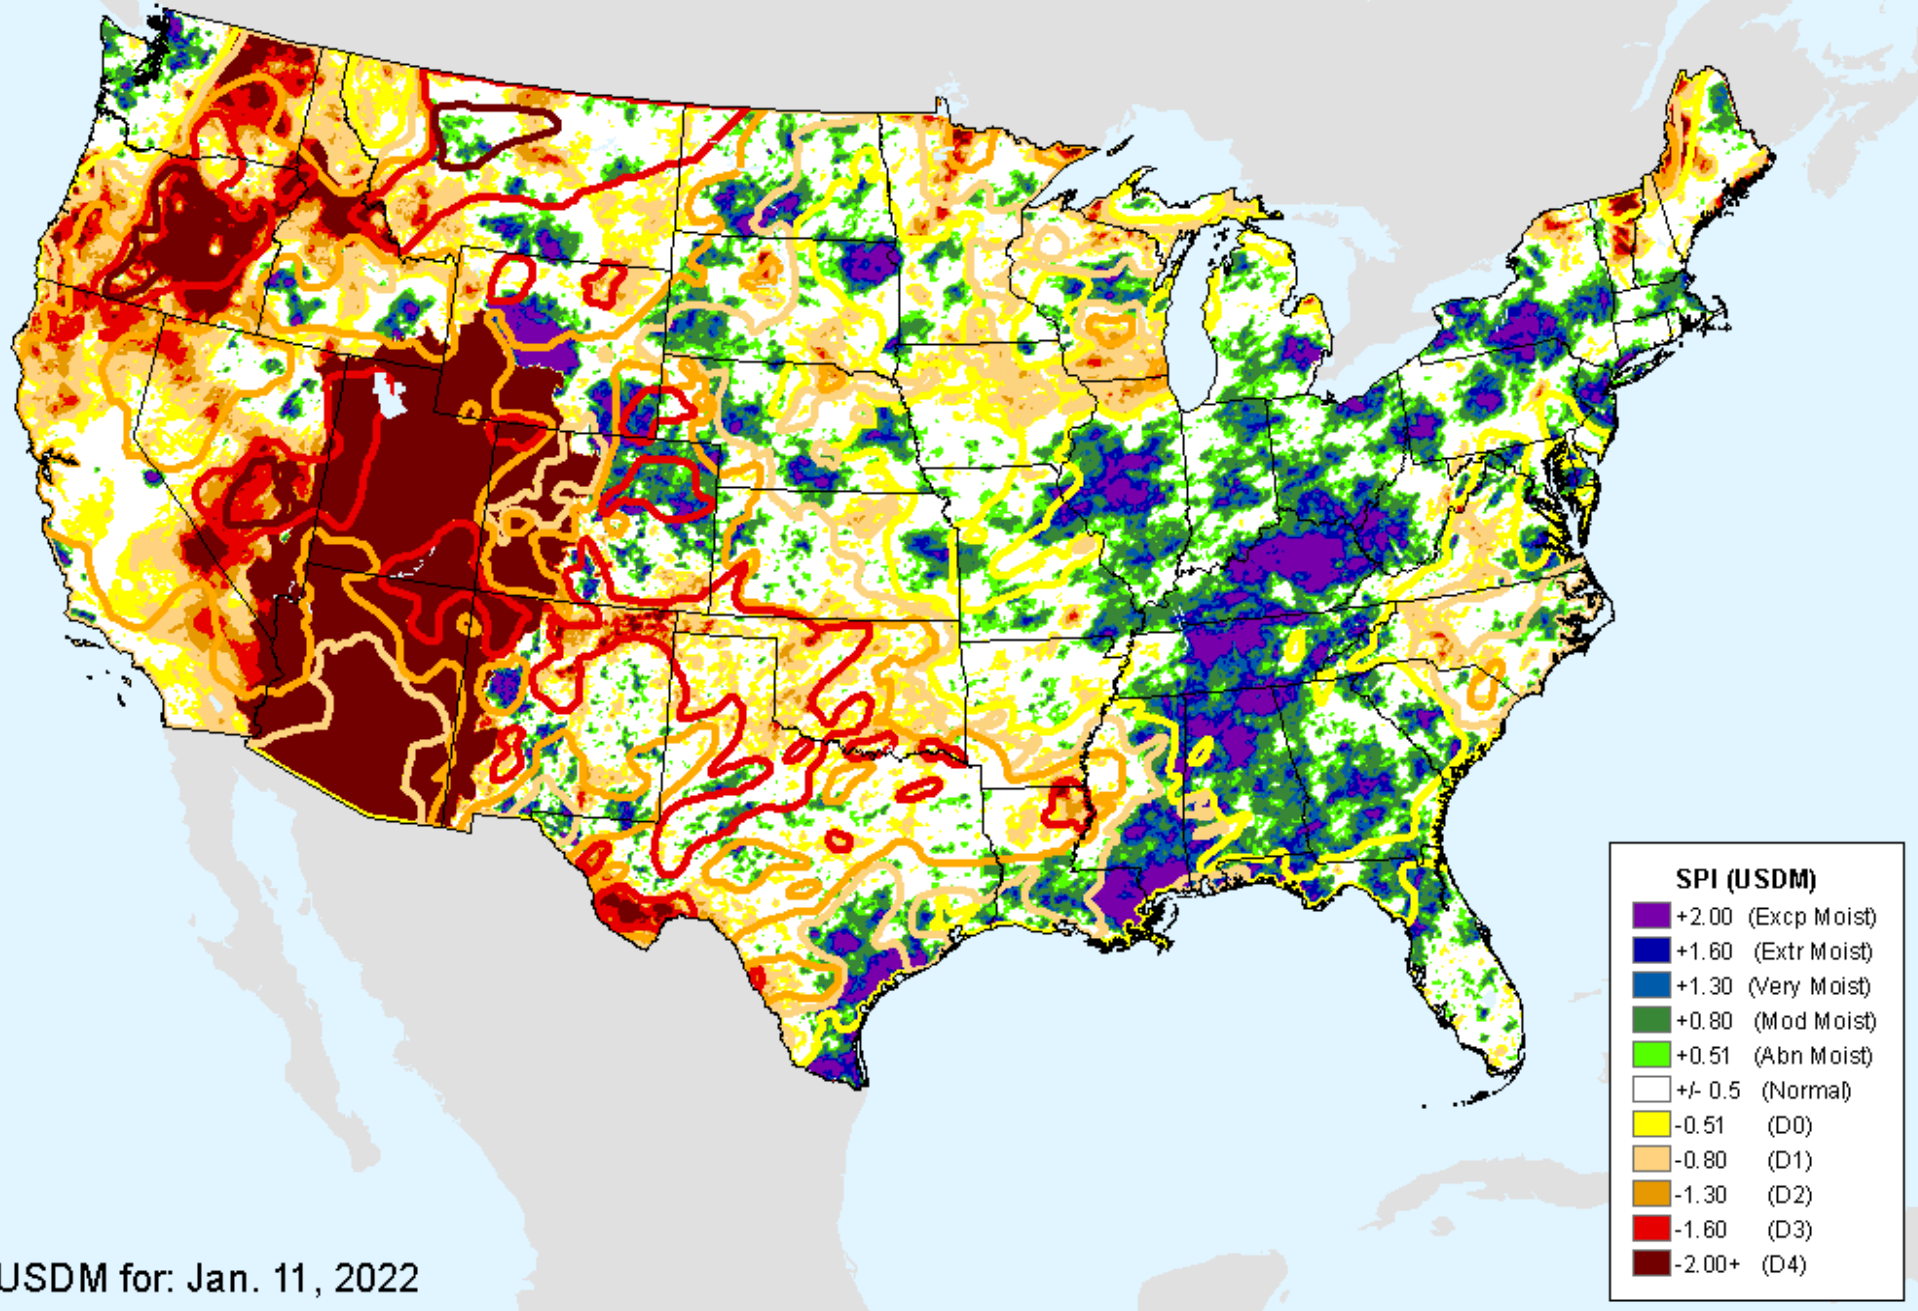 SPI (USDM)
+2.00 (Excp Moist)
+1.60 (Extr Moist)
+1.30 (Very Moist)
+0.80 (Mod Moist)
+0.51 (Abn Moist)
+/- 0.5 (Normal)
-0.51 (D0)
-0.80 (D1)
-1.30 (D2)
-1.60 (D3)
-2.00+ (D4)
USDM for: Jan. 11, 2022